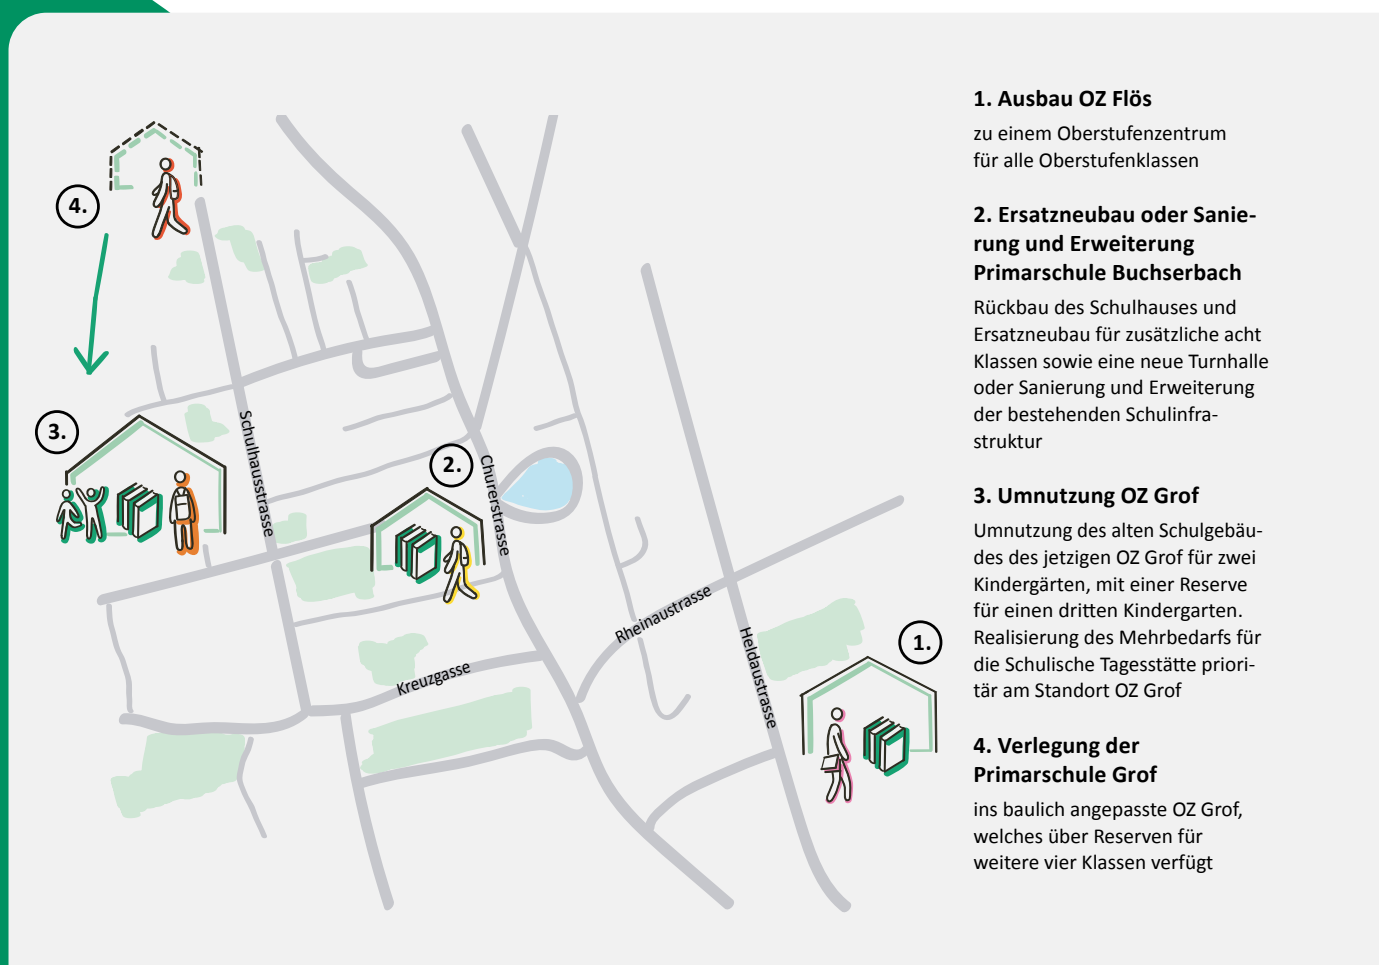 4.
3.
2.
1.
Schulhausstrasse
Churerstrasse
Rheinaustrasse
Heldaustrasse
Kreuzgasse
1. Ausbau OZ Flös
zu einem Oberstufenzentrum
für alle Oberstufenklassen
2. Ersatzneubau oder Sanie-
rung und Erweiterung
Primarschule Buchserbach
Rückbau des Schulhauses und
Ersatzneubau für zusätzliche acht
Klassen sowie eine neue Turnhalle
oder Sanierung und Erweiterung
der bestehenden Schulinfra-
struktur
3. Umnutzung OZ Grof
Umnutzung des alten Schulgebäu-
des des jetzigen OZ Grof für zwei
Kindergärten, mit einer Reserve
für einen dritten Kindergarten.
Realisierung des Mehrbedarfs für
die Schulische Tagesstätte priori-
tär am Standort OZ Grof
4. Verlegung der
Primarschule Grof
ins baulich angepasste OZ Grof,
welches über Reserven für
weitere vier Klassen verfügt